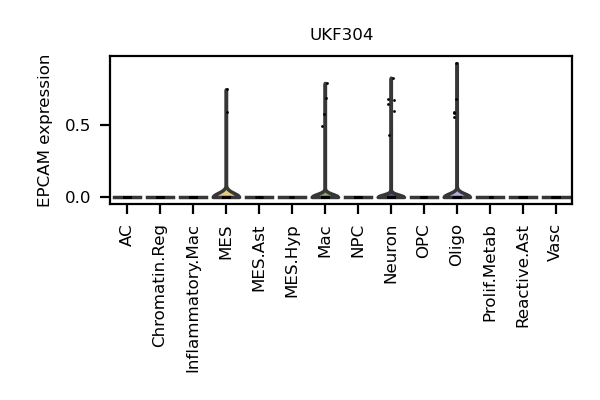 UKF304
EPCAM expression
0.5
0.0
AC
Chromatin.Reg
Inflammatory.Mac
MES
MES.Ast
MES.Hyp
Mac
NPC
Neuron
OPC
Oligo
Prolif.Metab
Reactive.Ast
Vasc